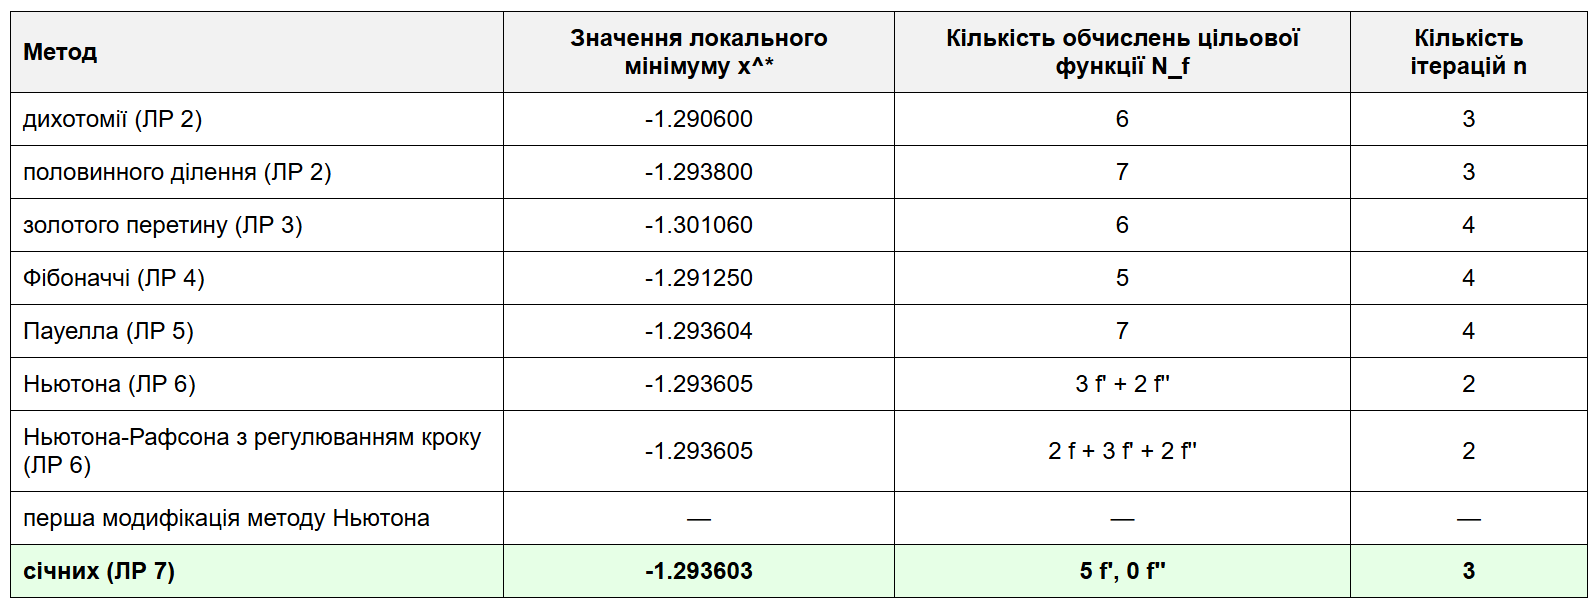 Метод
Значення локального
мінімуму x^*
Кількість обчислень цільової
функції N_f
Кількість
ітерацій n
дихотомії (ЛР 2)
-1.290600
6
3
половинного ділення (ЛР 2)
-1.293800
7
3
золотого перетину (ЛР 3)
-1.301060
6
4
Фібоначчі (ЛР 4)
-1.291250
5
4
Пауелла (ЛР 5)
-1.293604
7
4
Ньютона (ЛР 6)
-1.293605
3 f' + 2 f''
2
Ньютона-Рафсона з регулюванням кроку
(ЛР 6)
-1.293605
2 f + 3 f' + 2 f''
2
перша модифікація методу Ньютона
—
—
—
січних (ЛР 7)
-1.293603
5 f', 0 f''
3